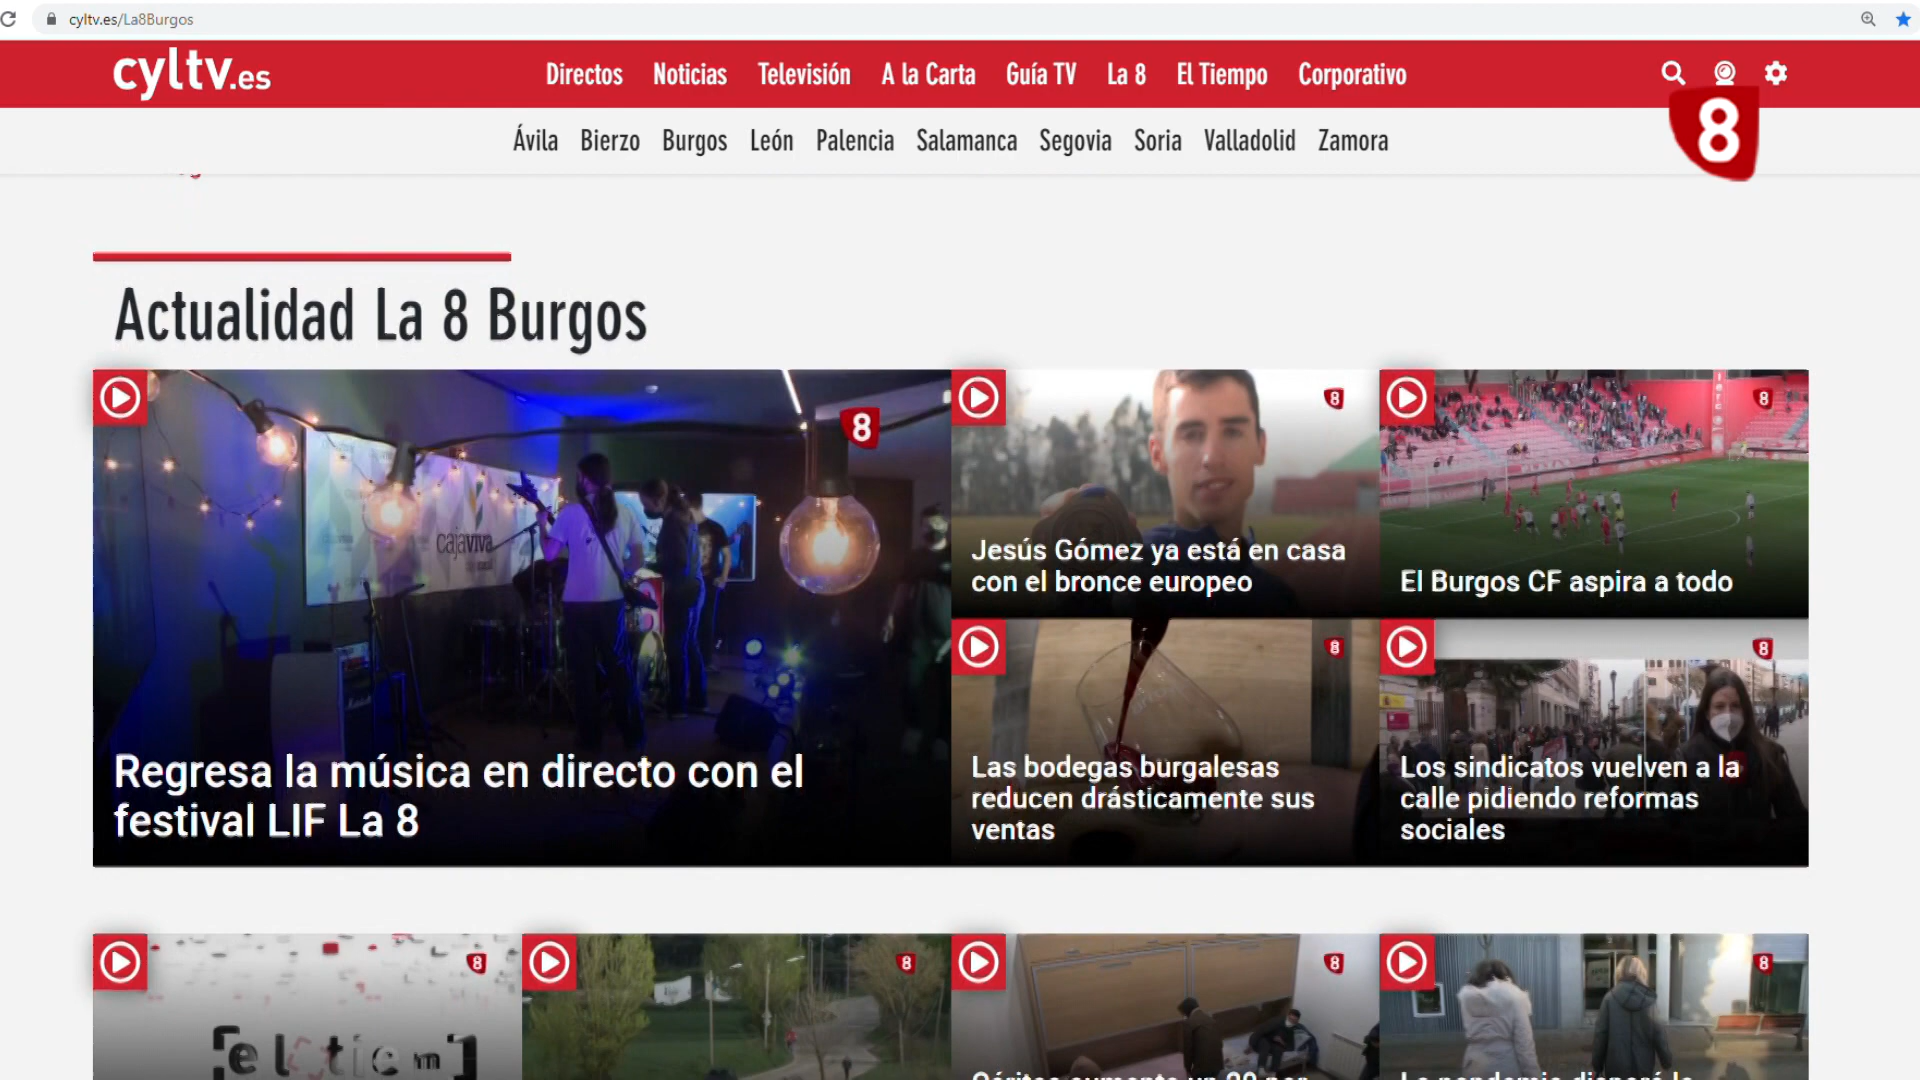 cyltv.es/La8Burgos
cyltv.es
Directos Noticias Televisión A la Carta Guía TV La 8 El Tiempo Corporativo
8
Ávila Bierzo Burgos León Palencia Salamanca Segovia Soria Valladolid Zamora
Actualidad La 8 Burgos
8
8
8
cajaviva
Jesús Gómez ya está en casa
con el bronce europeo
El Burgos CF aspira a todo
8
8
Regresa la música en directo con el
festival LIF La 8
Las bodegas burgalesas
reducen drásticamente sus
ventas
Los sindicatos vuelven a la
calle pidiendo reformas
sociales
8
8
8
8
[eltiem]